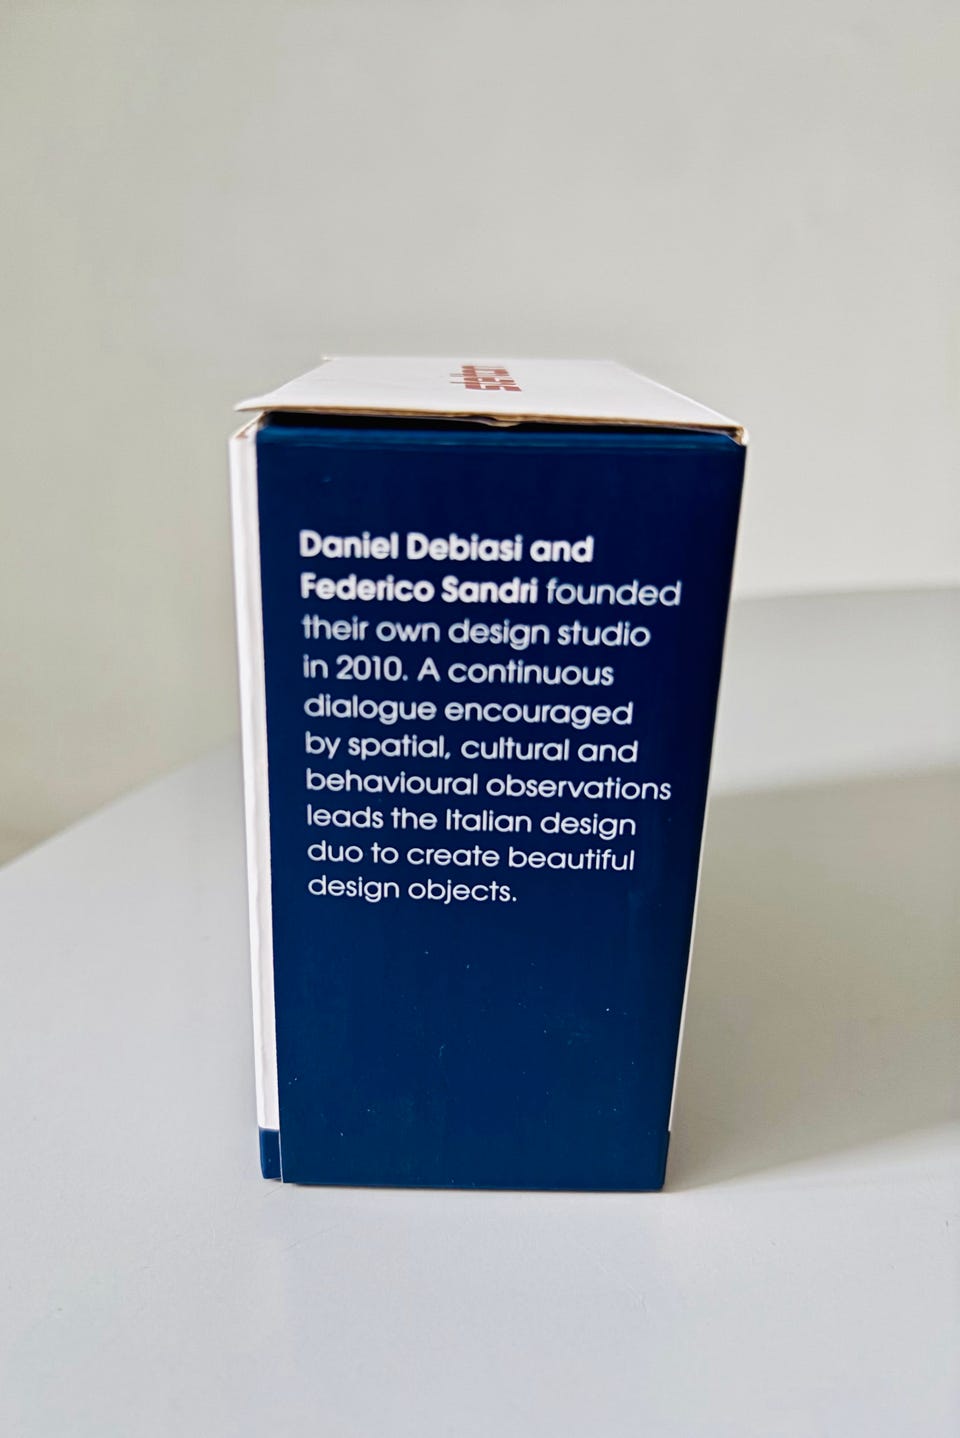 stelton
Daniel Debiasi and
Federico Sandri founded
their own design studio
in 2010. A continuous
dialogue encouraged
by spatial, cultural and
behavioural observations
leads the Italian design
duo to create beautiful
design objects.